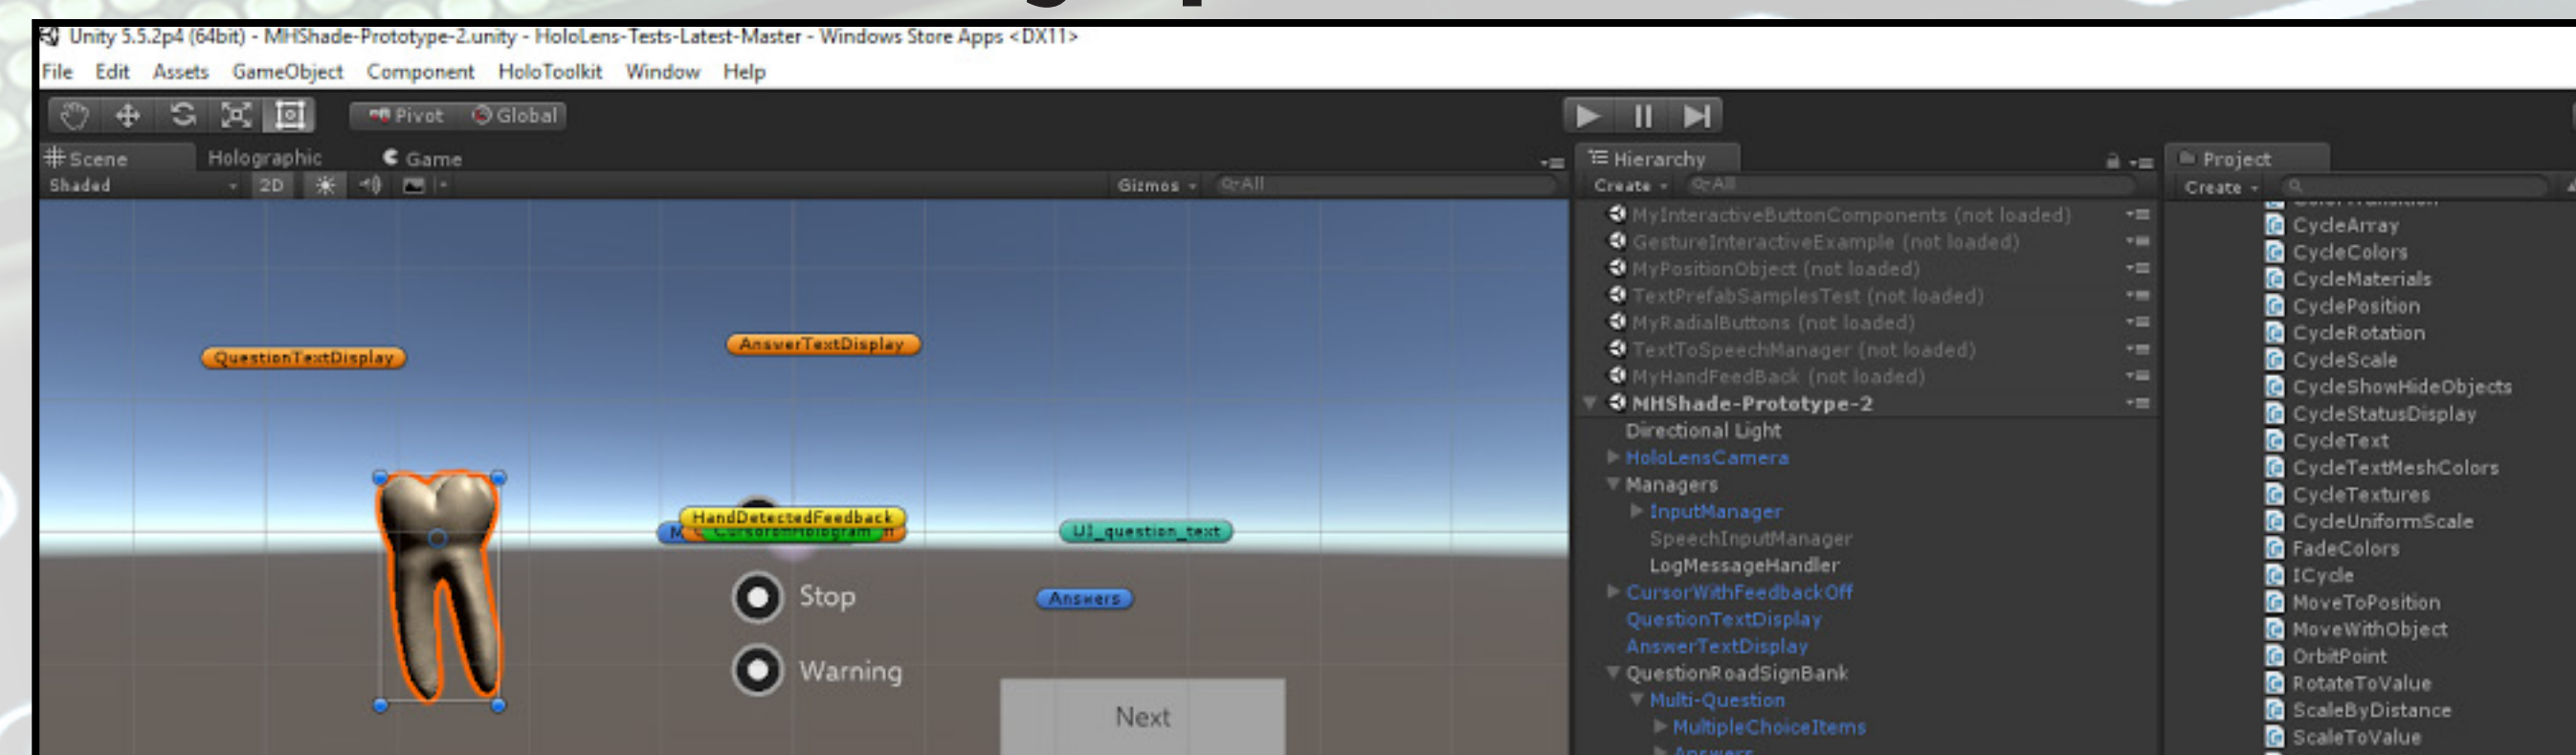 Unity 5.5.2p4 (64bit) - MHShade-Prototype-2.unity - HoloLens-Tests-Latest-Master - Windows Store Apps <DX11>
File Edit Assets GameObject Component HoloToolkit Window Help
Pivot Global
Scene Holographic Game
Shaded 2D Gizmos All
QuestionTextDisplay
AnswerTextDisplay
HandDetectedFeedback
CursorOnHologram
UI_question_text
Stop
Answers
Warning
Next
Hierarchy
Create All
MyInteractiveButtonComponents (not loaded)
GestureInteractiveExample (not loaded)
MyPositionObject (not loaded)
TextPrefabSamplesTest (not loaded)
MyRadialButtons (not loaded)
TextToSpeechManager (not loaded)
MyHandFeedBack (not loaded)
MHShade-Prototype-2
Directional Light
HoloLensCamera
Managers
InputManager
SpeechInputManager
LogMessageHandler
CursorWithFeedbackOff
QuestionTextDisplay
AnswerTextDisplay
QuestionRoadSignBank
Multi-Question
MultipleChoiceItems
Answers
Project
Create
CycleArray
CycleColors
CycleMaterials
CyclePosition
CycleRotation
CycleScale
CycleShowHideObjects
CycleStatusDisplay
CycleText
CycleTextMeshColors
CycleTextures
CycleUniformScale
FadeColors
ICycle
MoveToPosition
MoveWithObject
OrbitPoint
RotateToValue
ScaleByDistance
ScaleToValue